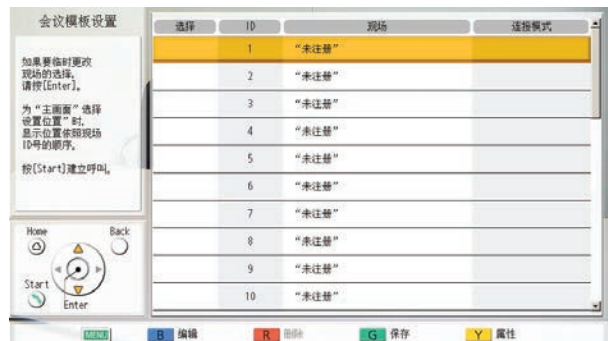 会议模板设置
如果要临时更改
现场的选择,
请按[Enter]。
为“主画面”选择
设置位置”时,
显示位置依照现场
ID号的顺序。
按[Start]建立呼叫。
Home Back
Start
Enter
选择 ID 现场 连接模式
1 “未注册”
2 “未注册”
3 “未注册”
4 “未注册”
5 “未注册”
6 “未注册”
7 “未注册”
8 “未注册”
9 “未注册”
10 “未注册”
MENU B 编辑 R 删除 G 保存 Y 属性